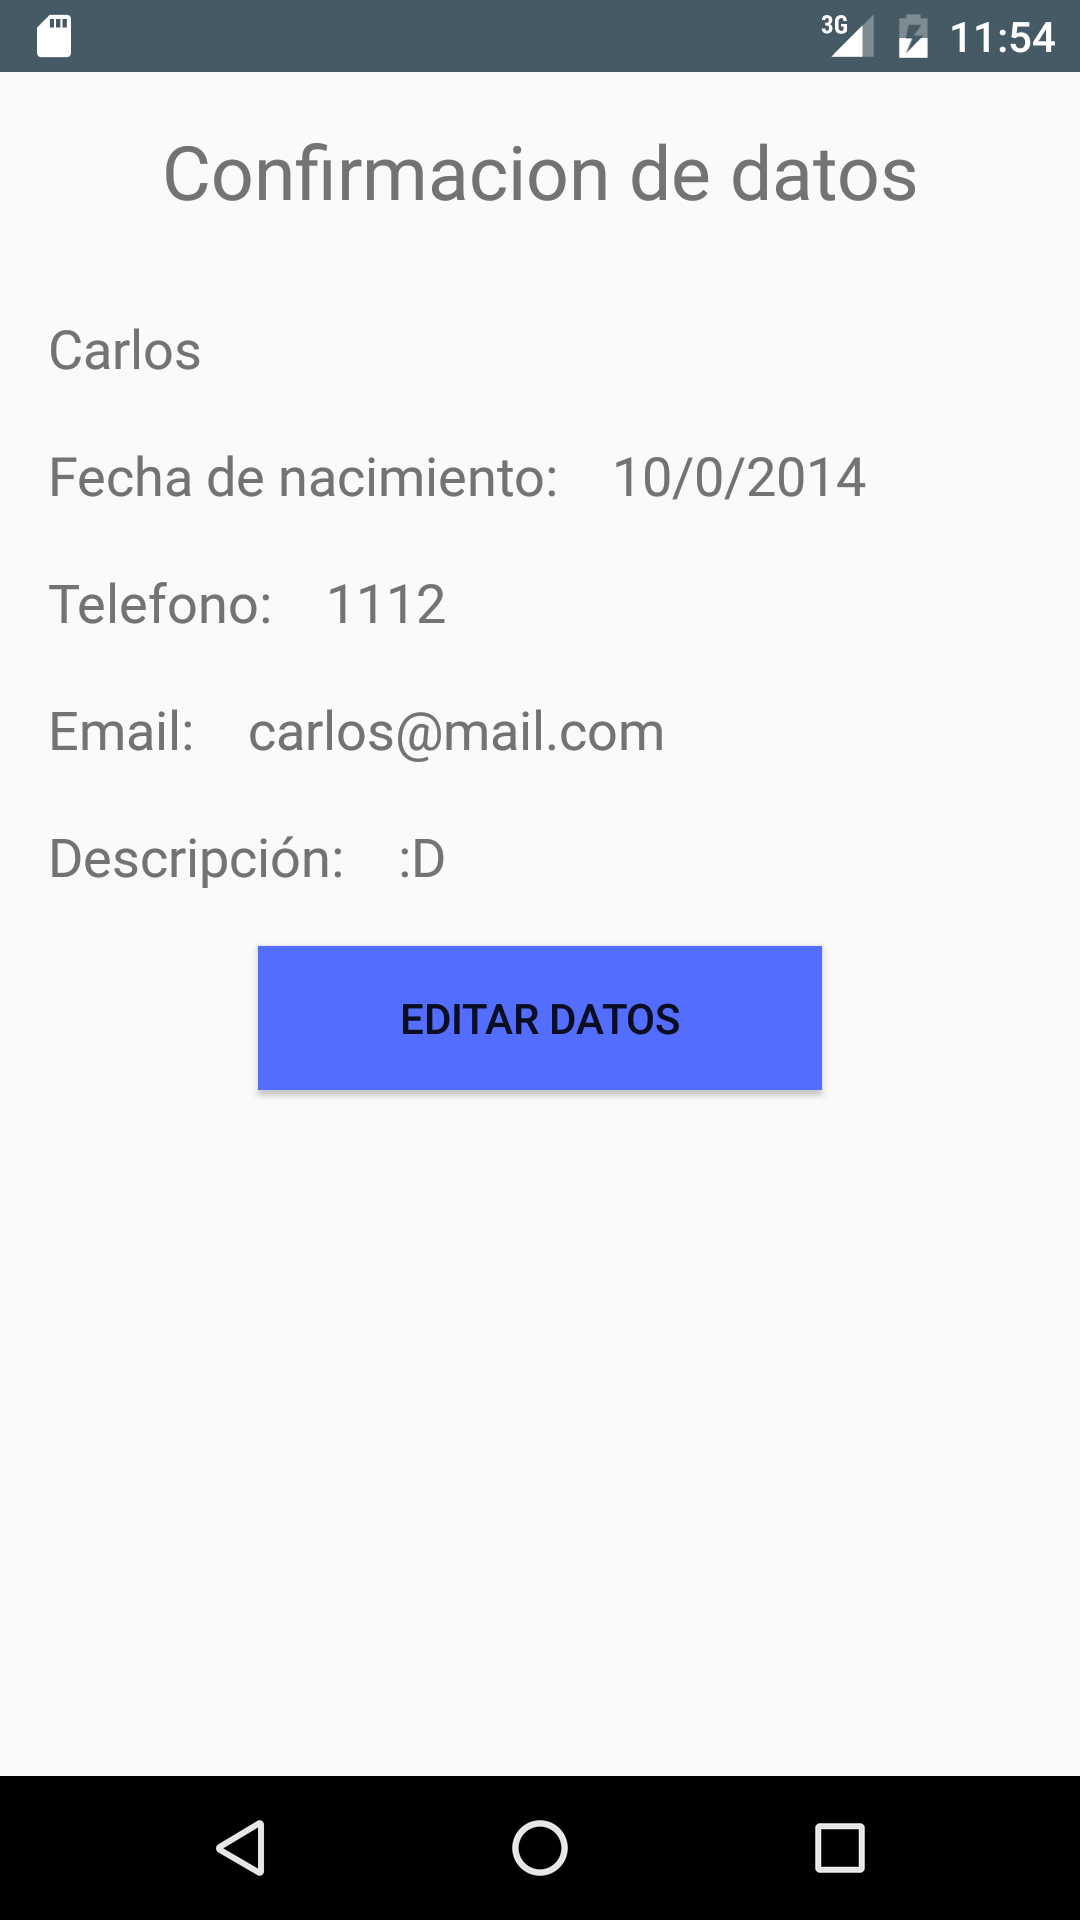 3G 11:54
Confirmacion de datos
Carlos
Fecha de nacimiento: 10/0/2014
Telefono: 1112
Email: carlos@mail.com
Descripción: :D
EDITAR DATOS